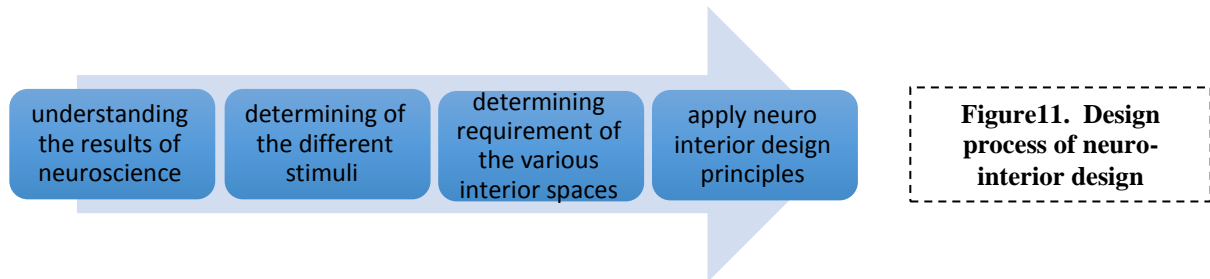 understanding
the results of
neuroscience
determining of
the different
stimuli
determining
requirement of
the various
interior spaces
apply neuro
interior design
principles
Figure11. Design
process of neuro-
interior design